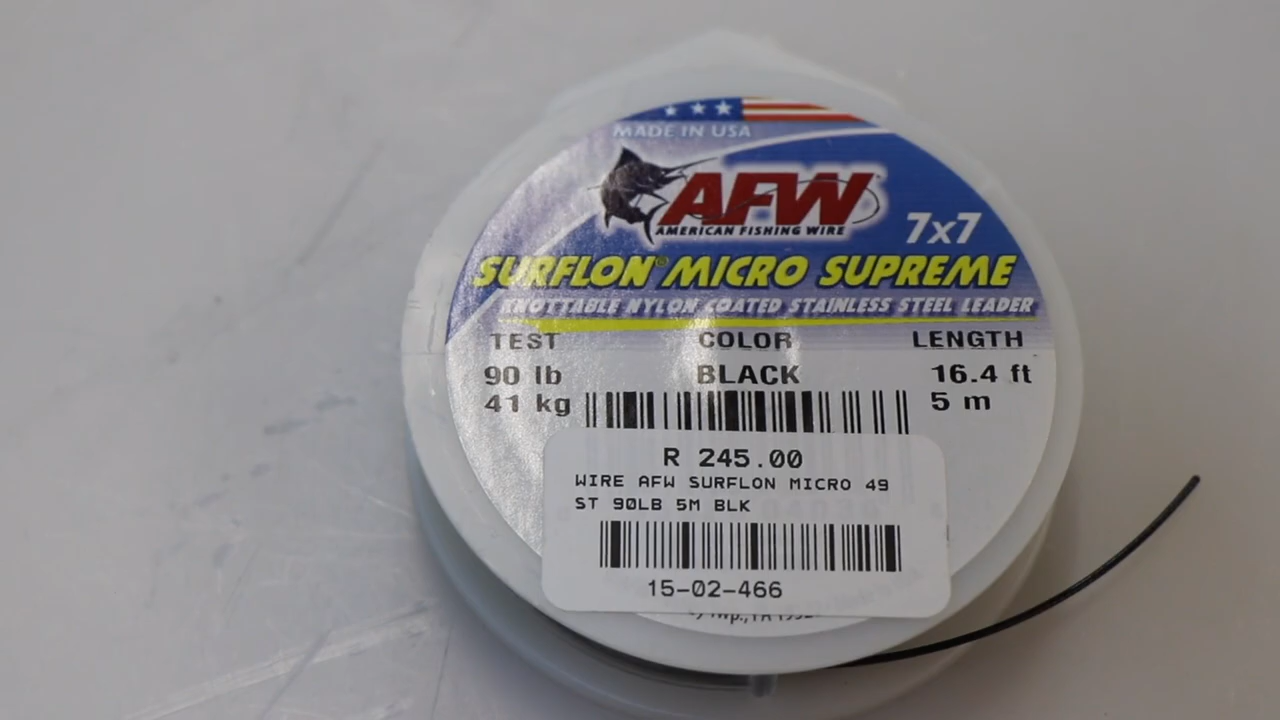 MADE IN USA
AFW
AMERICAN FISHING WIRE
7x7
SURFLON® MICRO SUPREME
KNOTTABLE NYLON COATED STAINLESS STEEL LEADER
TEST COLOR LENGTH
90 lb BLACK 16.4 ft
41 kg 5 m
R 245.00
WIRE AFW SURFLON MICRO 49
ST 90LB 5M BLK
15-02-466